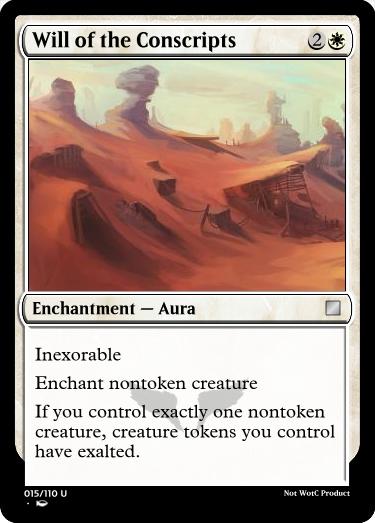 Will of the Conscripts 2
Enchantment — Aura
Inexorable
Enchant nontoken creature
If you control exactly one nontoken
creature, creature tokens you control
have exalted.
015/110 U
Not WotC Product